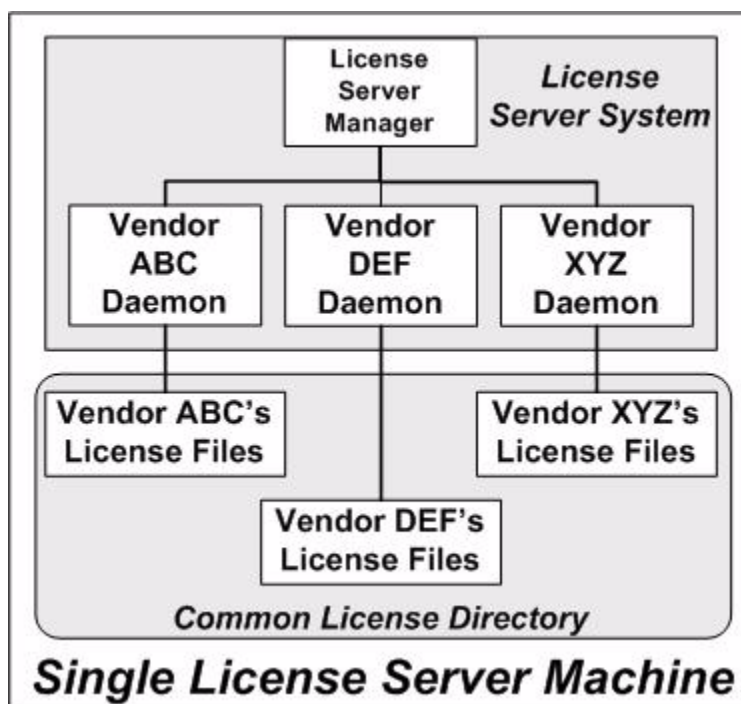 License
Server
Manager
License
Server System
Vendor
ABC
Daemon
Vendor
DEF
Daemon
Vendor
XYZ
Daemon
Vendor ABC's
License Files
Vendor XYZ's
License Files
Vendor DEF's
License Files
Common License Directory
Single License Server Machine